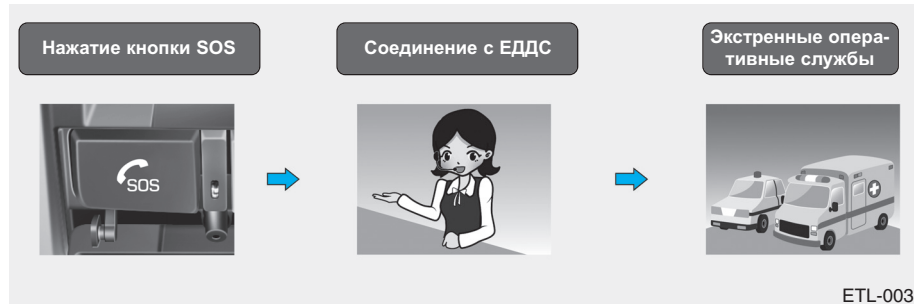 Нажатие кнопки SOS
Соединение с ЕДДС
Экстренные опера-
тивные службы
SOS
ETL-003